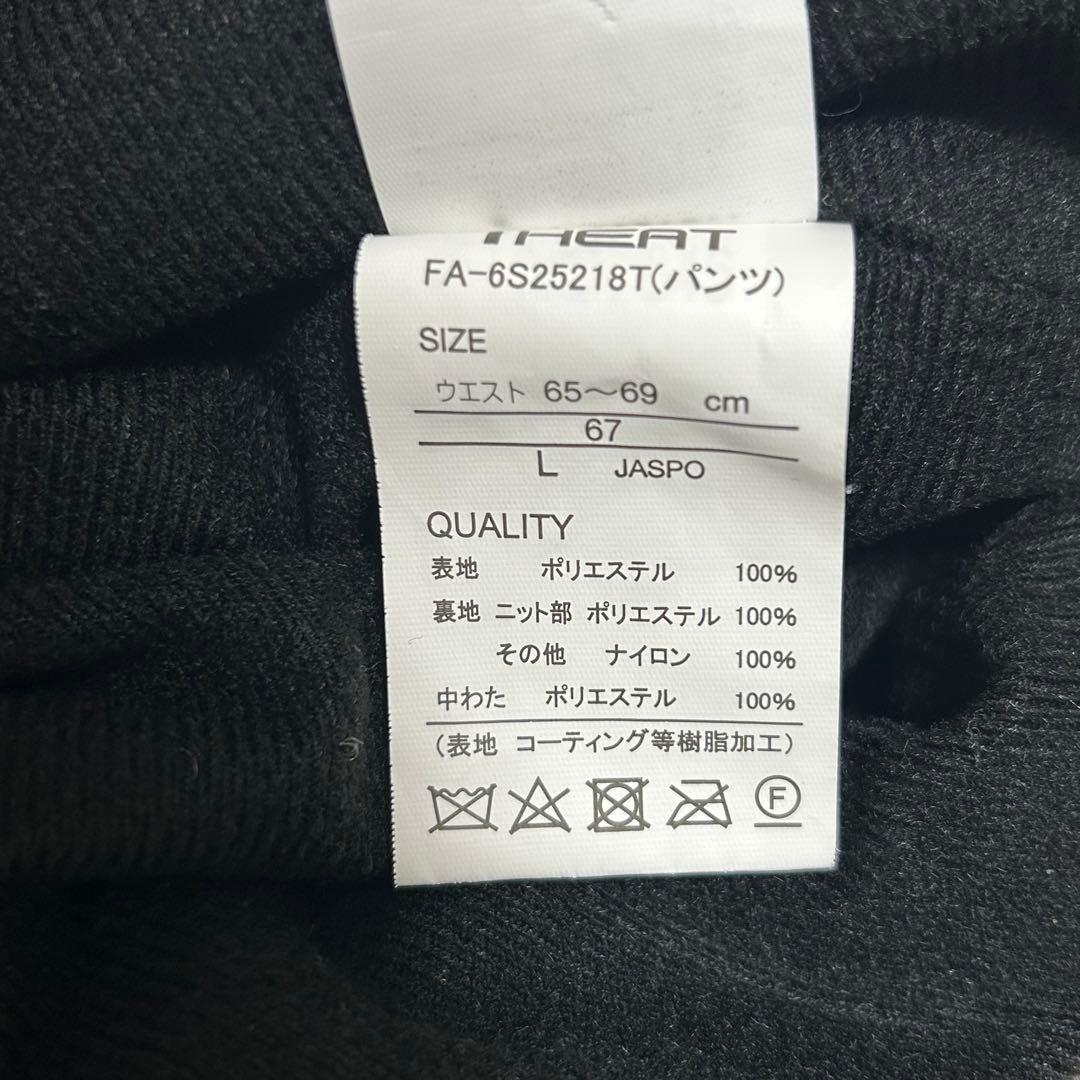 FA-6S25218T(パンツ)
SIZE
ウエスト 65〜69 cm
67
L JASPO
QUALITY
表地 ポリエステル 100%
裏地 ニット部 ポリエステル 100%
その他 ナイロン 100%
中わた ポリエステル 100%
(表地 コーティング等樹脂加工)
F